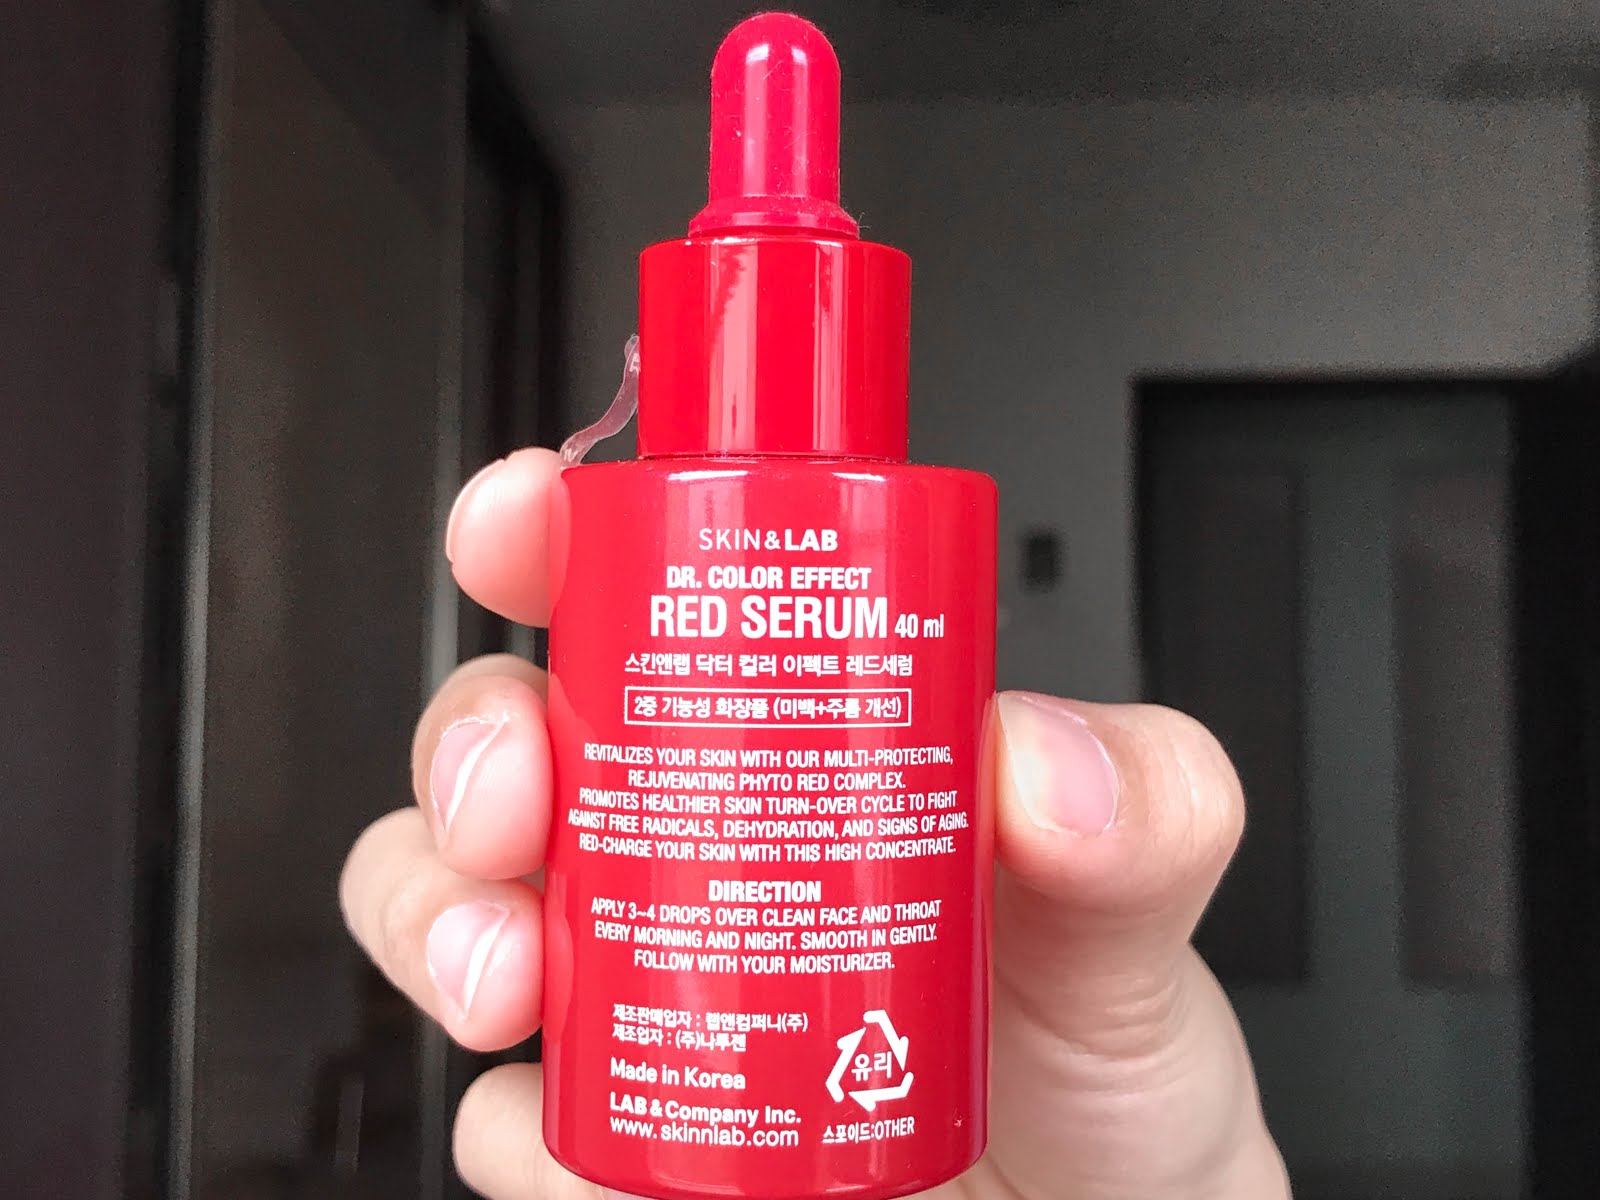 SKIN&LAB
DR. COLOR EFFECT
RED SERUM 40 ml
스킨앤랩 닥터 컬러 이펙트 레드세럼
2중 기능성 화장품 (미백+주름 개선)
REVITALIZES YOUR SKIN WITH OUR MULTI-PROTECTING,
REJUVENATING PHYTO RED COMPLEX.
PROMOTES HEALTHIER SKIN TURN-OVER CYCLE TO FIGHT
AGAINST FREE RADICALS, DEHYDRATION, AND SIGNS OF AGING.
RED-CHARGE YOUR SKIN WITH THIS HIGH CONCENTRATE.
DIRECTION
APPLY 3~4 DROPS OVER CLEAN FACE AND THROAT
EVERY MORNING AND NIGHT. SMOOTH IN GENTLY.
FOLLOW WITH YOUR MOISTURIZER.
제조판매업자 : 랩앤컴퍼니(주)
제조업자 : (주)나투젠
Made in Korea
LAB & Company Inc.
www.skinnlab.com
유리
스포이드:OTHER